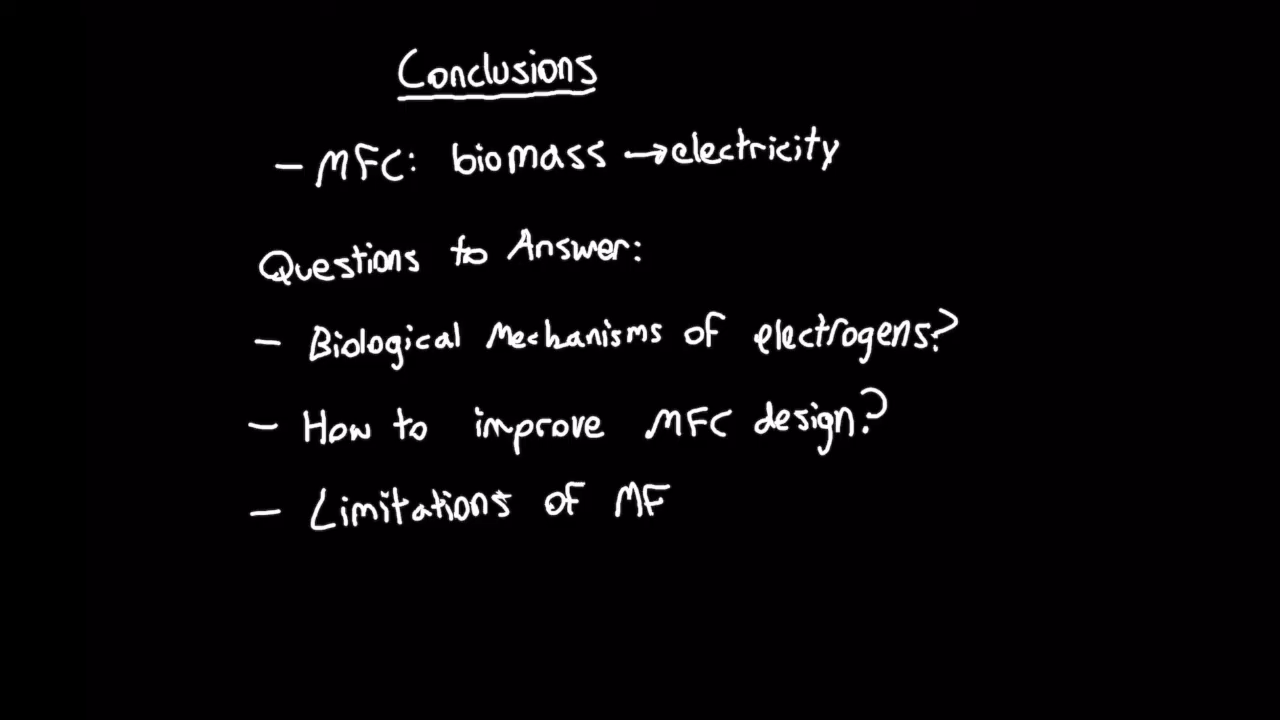 Conclusions
- MFC: biomass → electricity
Questions to Answer:
- Biological Mechanisms of electrogens?
- How to improve MFC design?
- Limitations of MF